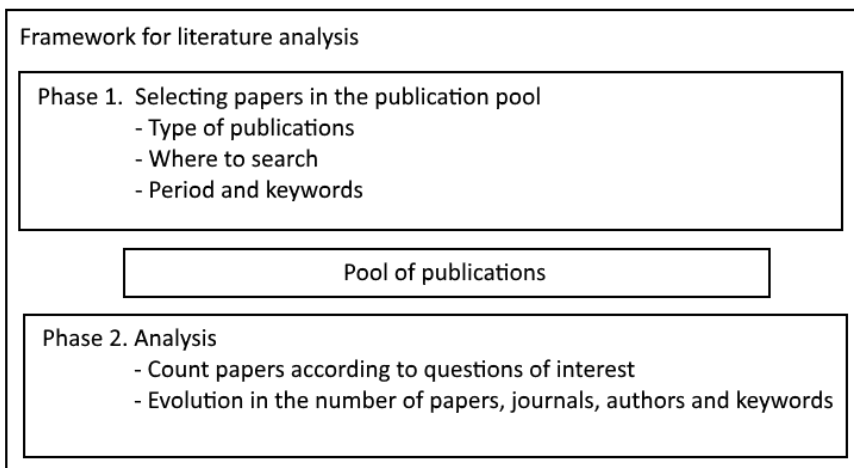 Framework for literature analysis
Phase 1. Selecting papers in the publication pool
- Type of publications
- Where to search
- Period and keywords
Pool of publications
Phase 2. Analysis
- Count papers according to questions of interest
- Evolution in the number of papers, journals, authors and keywords